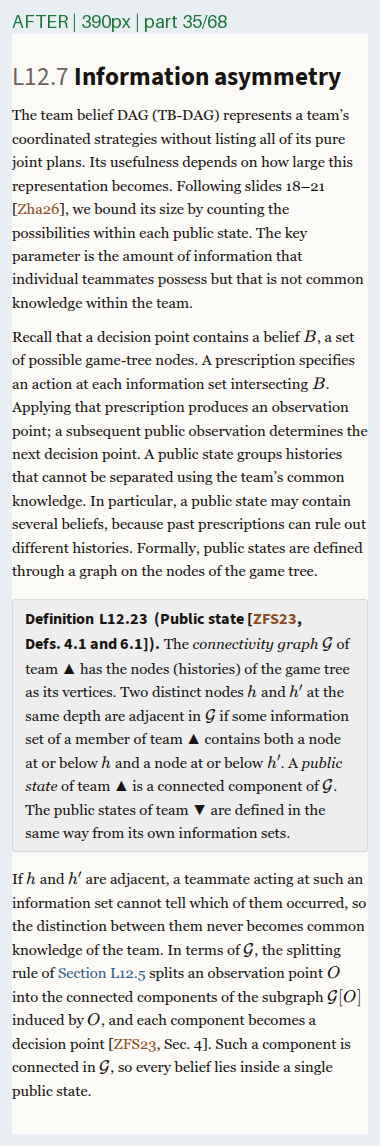 AFTER | 390px | part 35/68
L12.7 Information asymmetry
The team belief DAG (TB-DAG) represents a team's
coordinated strategies without listing all of its pure
joint plans. Its usefulness depends on how large this
representation becomes. Following slides 18–21
[Zha26], we bound its size by counting the
possibilities within each public state. The key
parameter is the amount of information that
individual teammates possess but that is not common
knowledge within the team.
Recall that a decision point contains a belief B, a set
of possible game-tree nodes. A prescription specifies
an action at each information set intersecting B.
Applying that prescription produces an observation
point; a subsequent public observation determines the
next decision point. A public state groups histories
that cannot be separated using the team's common
knowledge. In particular, a public state may contain
several beliefs, because past prescriptions can rule out
different histories. Formally, public states are defined
through a graph on the nodes of the game tree.
Definition L12.23 (Public state [ZFS23,
Defs. 4.1 and 6.1]). The connectivity graph 𝒢 of
team ▲ has the nodes (histories) of the game tree
as its vertices. Two distinct nodes h and h′ at the
same depth are adjacent in 𝒢 if some information
set of a member of team ▲ contains both a node
at or below h and a node at or below h′. A public
state of team ▲ is a connected component of 𝒢.
The public states of team ▼ are defined in the
same way from its own information sets.
If h and h′ are adjacent, a teammate acting at such an
information set cannot tell which of them occurred, so
the distinction between them never becomes common
knowledge of the team. In terms of 𝒢, the splitting
rule of Section L12.5 splits an observation point O
into the connected components of the subgraph 𝒢[O]
induced by O, and each component becomes a
decision point [ZFS23, Sec. 4]. Such a component is
connected in 𝒢, so every belief lies inside a single
public state.